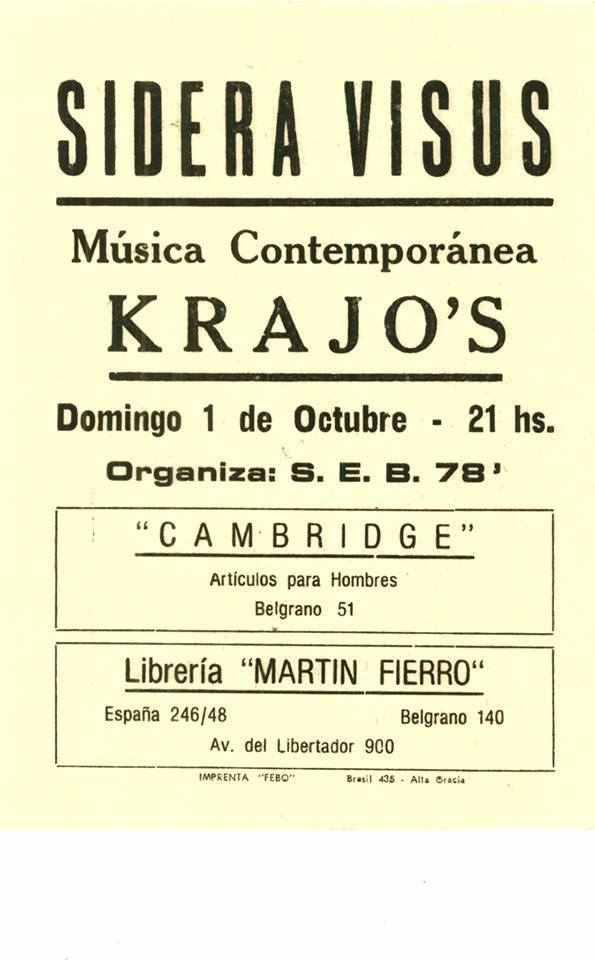 SIDERA VISUS
Música Contemporánea
KRAJO'S
Domingo 1 de Octubre - 21 hs.
Organiza: S. E. B. 78'
"CAMBRIDGE"
Artículos para Hombres
Belgrano 51
Librería "MARTIN FIERRO"
España 246/48 Belgrano 140
Av. del Libertador 900
IMPRENTA "FEBO" Brasil 435 - Alta Gracia